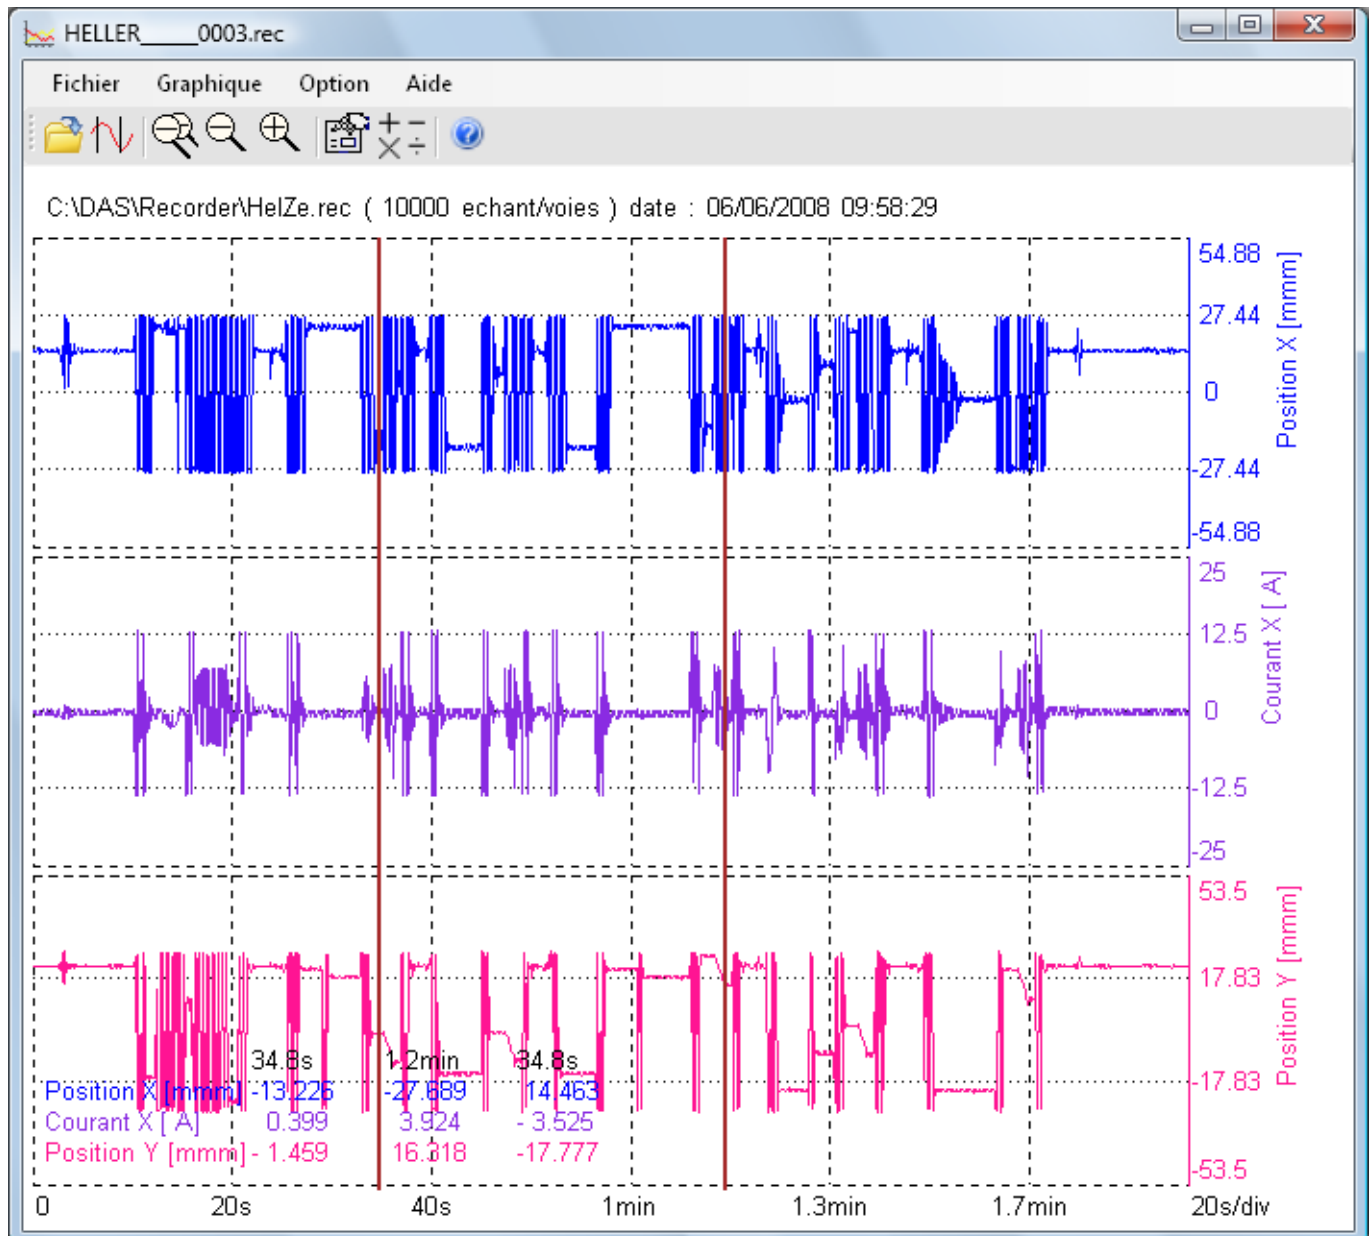 HELLER_____0003.rec
Fichier Graphique Option Aide
C:\DAS\Recorder\HelZe.rec ( 10000 echant/voies ) date : 06/06/2008 09:58:29
54.88
27.44
0
-27.44
-54.88
Position X [mmm]
25
12.5
0
-12.5
-25
Courant X [ A]
53.5
17.83
-17.83
-53.5
Position Y [mmm]
34.8s 1.2min 34.8s
Position X [mmm] -13.226 -27.689 14.463
Courant X [ A] 0.399 3.924 - 3.525
Position Y [mmm] - 1.459 16.318 -17.777
0 20s 40s 1min 1.3min 1.7min 20s/div